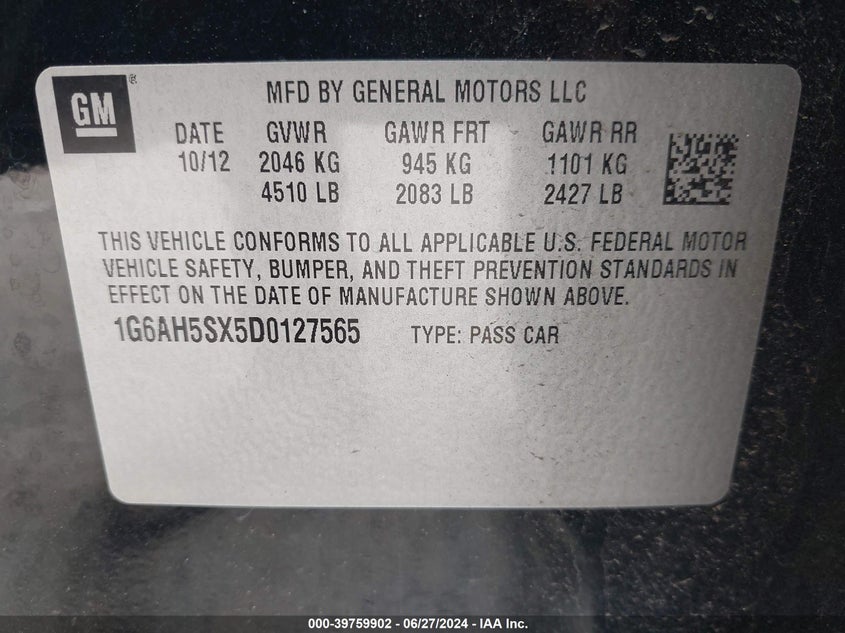 GM ®
MFD BY GENERAL MOTORS LLC
DATE GVWR GAWR FRT GAWR RR
10/12 2046 KG 945 KG 1101 KG
4510 LB 2083 LB 2427 LB
THIS VEHICLE CONFORMS TO ALL APPLICABLE U.S. FEDERAL MOTOR
VEHICLE SAFETY, BUMPER, AND THEFT PREVENTION STANDARDS IN
EFFECT ON THE DATE OF MANUFACTURE SHOWN ABOVE.
1G6AH5SX5D0127565 TYPE: PASS CAR
000-39759902 - 06/27/2024 - IAA Inc.